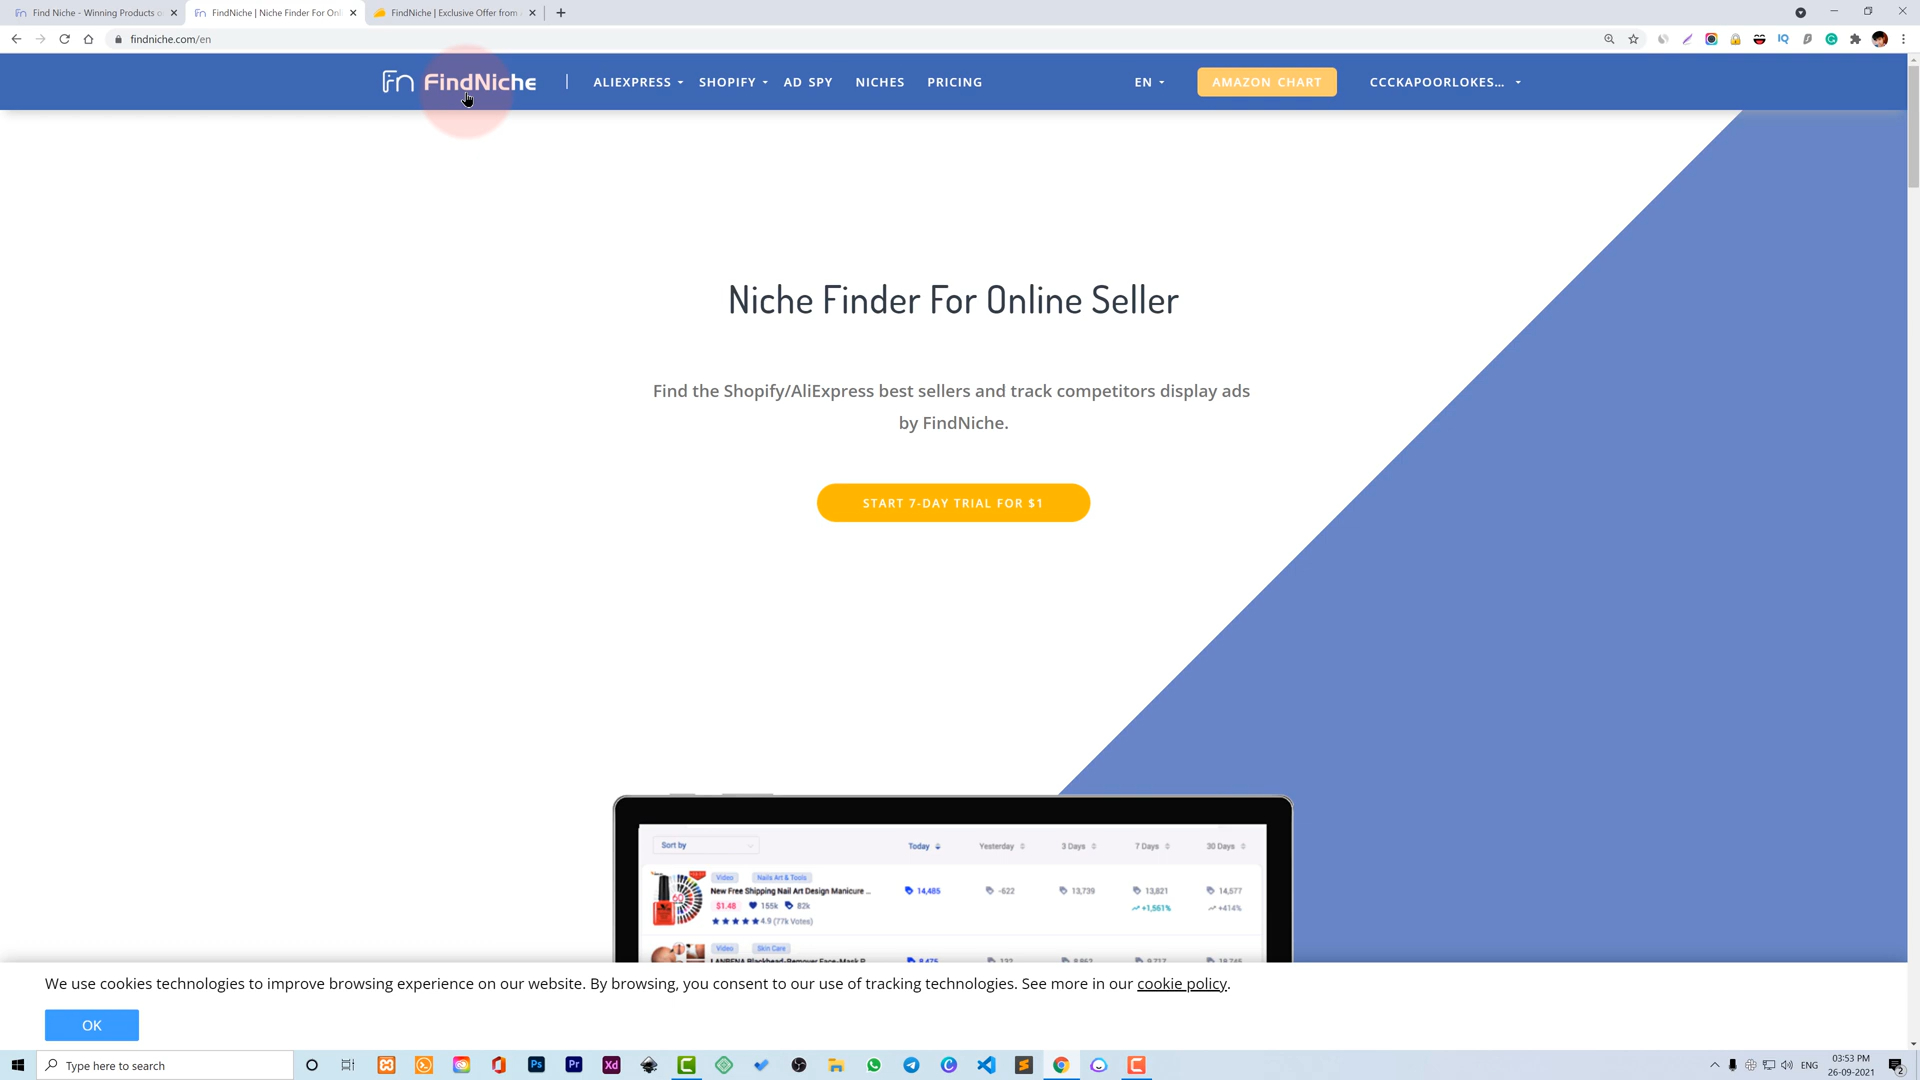 Find Niche - Winning Products o
FindNiche | Niche Finder For Onl
FindNiche | Exclusive Offer from
findniche.com/en
FindNiche
ALIEXPRESS
SHOPIFY
AD SPY
NICHES
PRICING
EN
AMAZON CHART
CCCKAPOORLOKES...
Niche Finder For Online Seller
Find the Shopify/AliExpress best sellers and track competitors display ads
by FindNiche.
START 7-DAY TRIAL FOR $1
Sort by
Today
Yesterday
3 Days
7 Days
30 Days
Video
Nails Art & Tools
New Free Shipping Nail Art Design Manicure ...
14,485
-622
13,739
13,821
14,577
$1.48
155k
82k
+1,561%
+414%
4.9 (77k Votes)
Video
Skin Care
We use cookies technologies to improve browsing experience on our website. By browsing, you consent to our use of tracking technologies. See more in our cookie policy.
OK
Type here to search
ENG
03:53 PM
26-09-2021